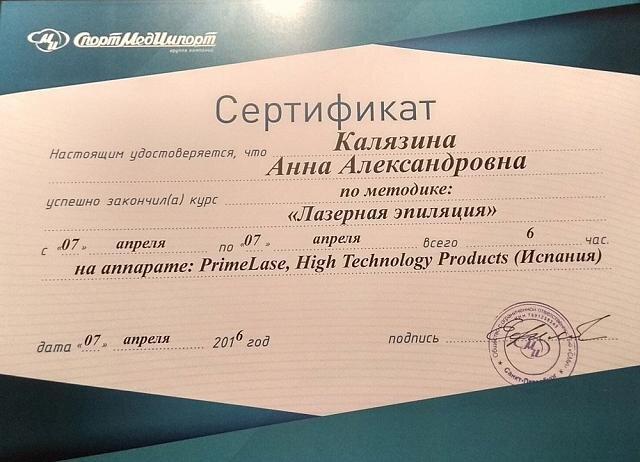 СпортМедИмпорт
группа компаний
Сертификат
Настоящим удостоверяется, что Калязина
Анна Александровна
успешно закончил(а) курс по методике:
«Лазерная эпиляция»
с «07» апреля по «07» апреля всего 6 час.
на аппарате: PrimeLase, High Technology Products (Испания)
дата «07» апреля 2016 год подпись
Санкт-Петербург